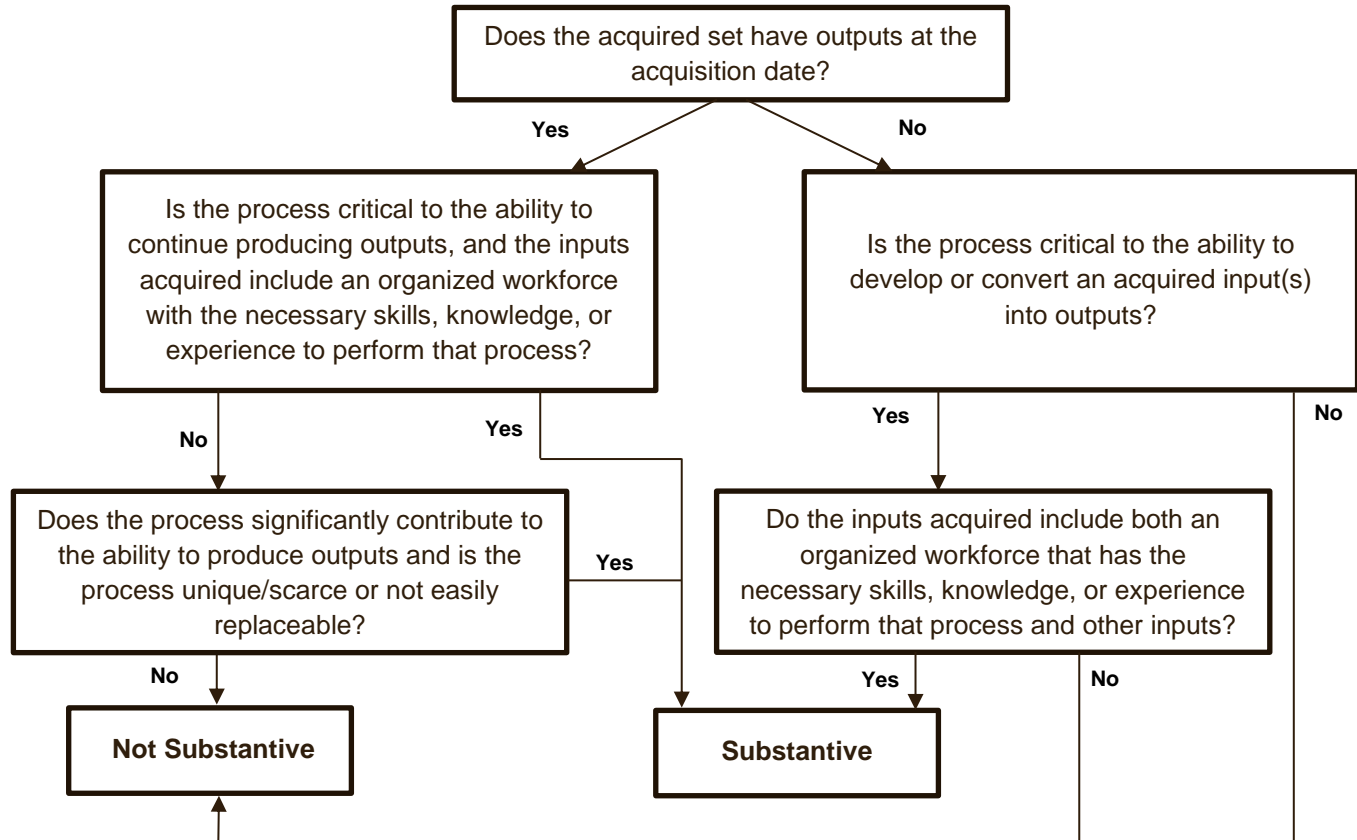 Does the acquired set have outputs at the
acquisition date?
Yes
No
Is the process critical to the ability to
continue producing outputs, and the inputs
acquired include an organized workforce
with the necessary skills, knowledge, or
experience to perform that process?
Is the process critical to the ability to
develop or convert an acquired input(s)
into outputs?
No
Yes
Yes
No
Does the process significantly contribute to
the ability to produce outputs and is the
process unique/scarce or not easily
replaceable?
Yes
Do the inputs acquired include both an
organized workforce that has the
necessary skills, knowledge, or experience
to perform that process and other inputs?
No
Yes
No
Not Substantive
Substantive